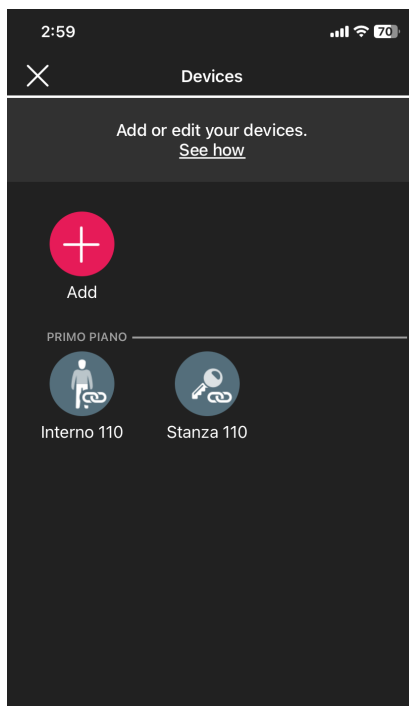 2:59
70
Devices
Add or edit your devices.
See how
Add
PRIMO PIANO
Interno 110
Stanza 110